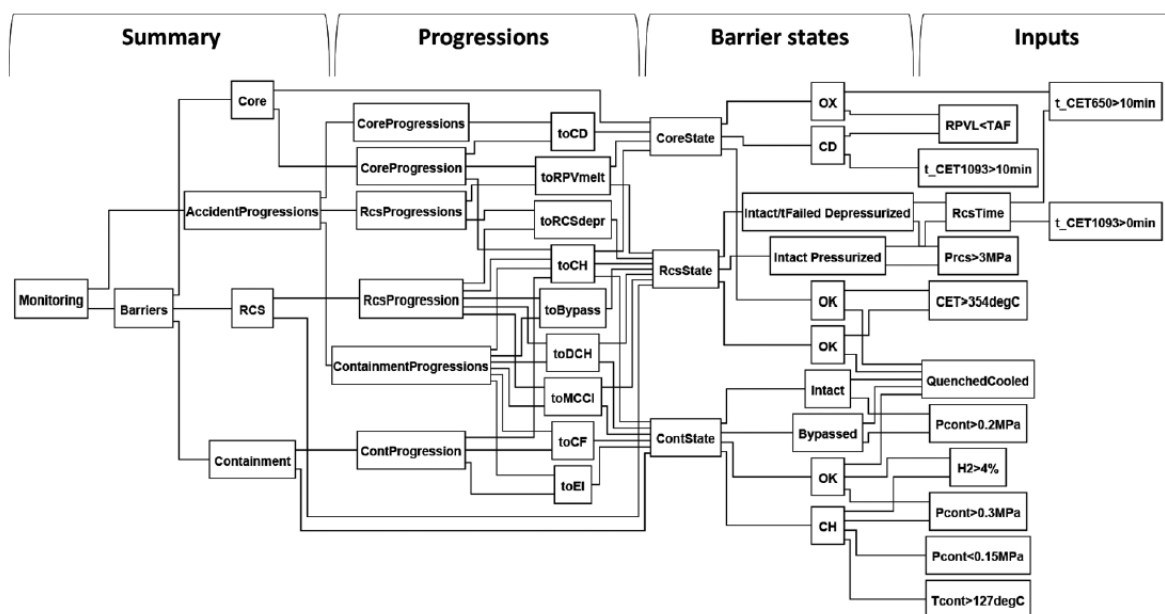 Summary
Progressions
Barrier states
Inputs
Core
OX
t_CET650>10min
CoreProgressions
toCD
CoreState
RPVL<TAF
CD
CoreProgression
toRPVmelt
t_CET1093>10min
AccidentProgressions
RcsProgressions
toRCSdepr
Intact/tFailed Depressurized
RcsTime
t_CET1093>0min
toCH
RcsState
Intact Pressurized
Prcs>3MPa
Monitoring
Barriers
RCS
RcsProgression
toBypass
OK
CET>354degC
OK
toDCH
ContainmentProgressions
Intact
QuenchedCooled
toMCCI
Pcont>0.2MPa
ContState
Bypassed
toCF
Containment
ContProgression
OK
H2>4%
toEI
Pcont>0.3MPa
CH
Pcont<0.15MPa
Tcont>127degC